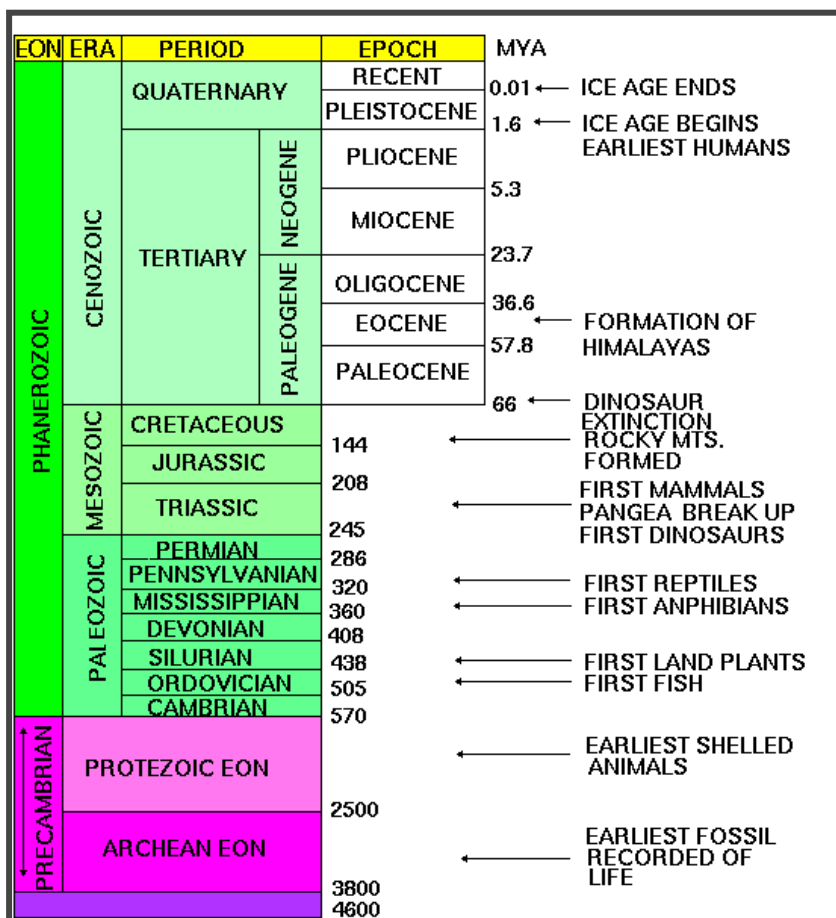 EON ERA PERIOD EPOCH MYA
RECENT
QUATERNARY
0.01 ICE AGE ENDS
PLEISTOCENE
1.6 ICE AGE BEGINS
EARLIEST HUMANS
PLIOCENE
5.3
NEOGENE
MIOCENE
23.7
TERTIARY
CENOZOIC
OLIGOCENE
36.6
EOCENE FORMATION OF
HIMALAYAS
57.8
PALEOGENE
PALEOCENE
66 DINOSAUR
EXTINCTION
PHANEROZOIC
CRETACEOUS
ROCKY MTS.
FORMED
144
JURASSIC
208
MESOZOIC
TRIASSIC
FIRST MAMMALS
PANGEA BREAK UP
FIRST DINOSAURS
245
PERMIAN
286
PENNSYLVANIAN
320 FIRST REPTILES
MISSISSIPPIAN
360 FIRST ANPHIBIANS
PALEOZOIC
DEVONIAN
408
SILURIAN
438 FIRST LAND PLANTS
ORDOVICIAN
505 FIRST FISH
CAMBRIAN
570
PRECAMBRIAN
PROTEZOIC EON
EARLIEST SHELLED
ANIMALS
2500
ARCHEAN EON
EARLIEST FOSSIL
RECORDED OF
LIFE
3800
4600